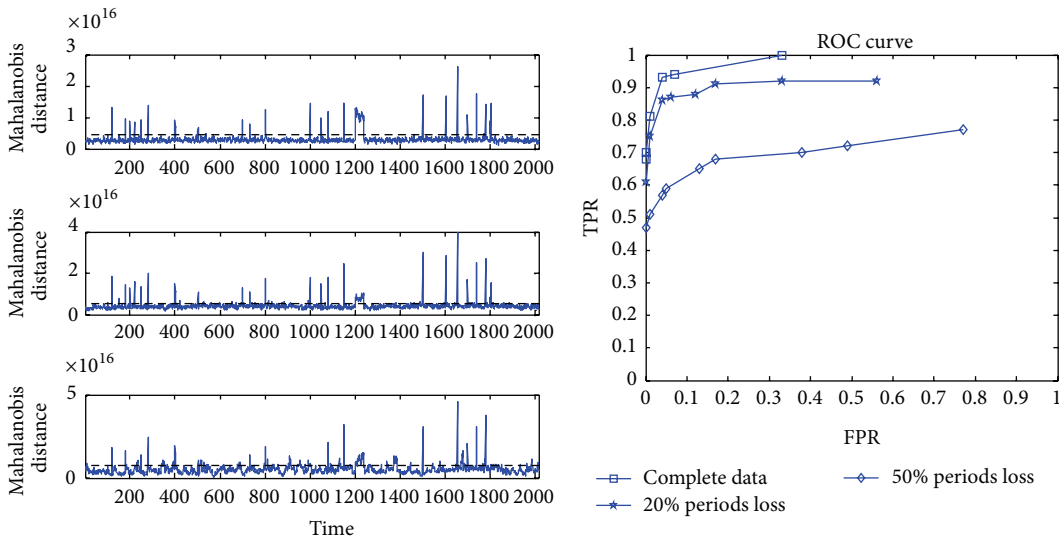 ×10^16
Mahalanobis
distance
3
2
1
0
200 400 600 800 1000 1200 1400 1600 1800 2000
×10^16
Mahalanobis
distance
4
2
0
200 400 600 800 1000 1200 1400 1600 1800 2000
×10^16
Mahalanobis
distance
5
0
200 400 600 800 1000 1200 1400 1600 1800 2000
Time
ROC curve
TPR
1
0.9
0.8
0.7
0.6
0.5
0.4
0.3
0.2
0.1
0
0 0.1 0.2 0.3 0.4 0.5 0.6 0.7 0.8 0.9 1
FPR
Complete data
20% periods loss
50% periods loss